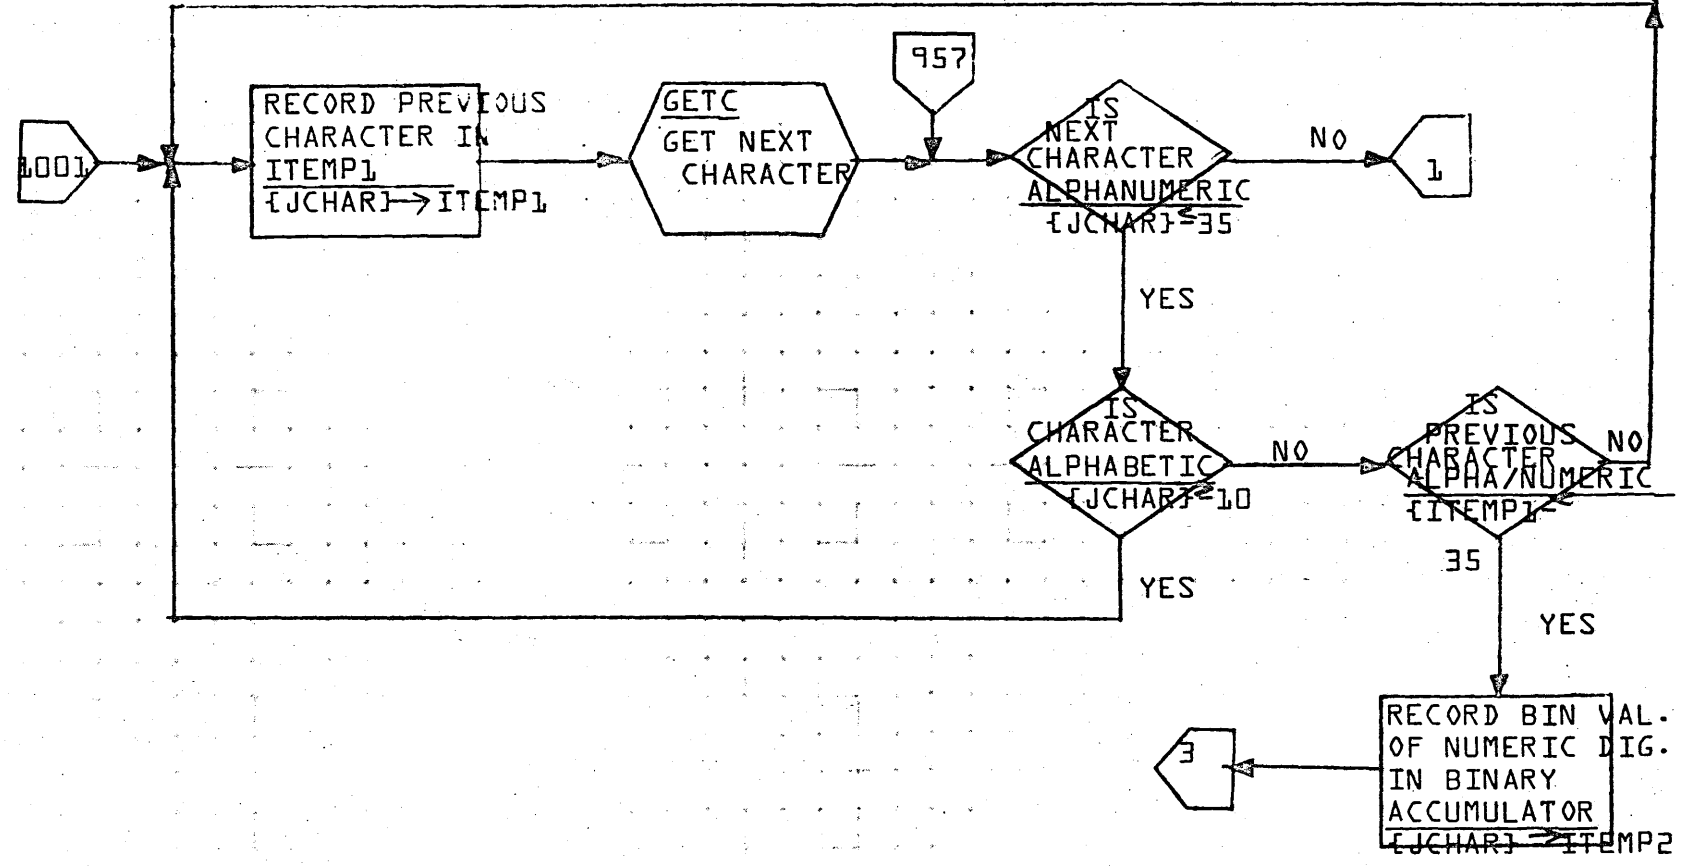 957
1001
RECORD PREVIOUS
CHARACTER IN
ITEMP1
{JCHAR}→ITEMP1
GETC
GET NEXT
CHARACTER
IS
NEXT
CHARACTER
ALPHANUMERIC
{JCHAR}≤35
NO
1
YES
IS
CHARACTER
ALPHABETIC
{JCHAR}≤10
NO
IS
PREVIOUS
CHARACTER
ALPHA/NUMERIC
{ITEMP1≤
35
NO
YES
YES
RECORD BIN VAL.
OF NUMERIC DIG.
IN BINARY
ACCUMULATOR
{JCHAR}→ITEMP2
3